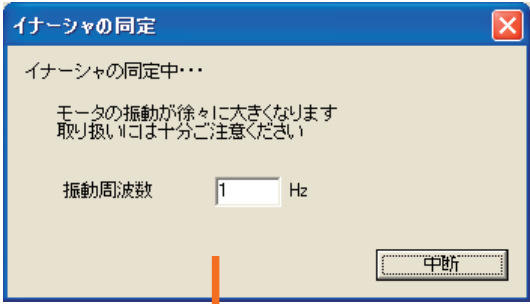 イナーシャの同定
イナーシャの同定中･･･
モータの振動が徐々に大きくなります
取り扱いには十分ご注意ください
振動周波数 1 Hz
中断